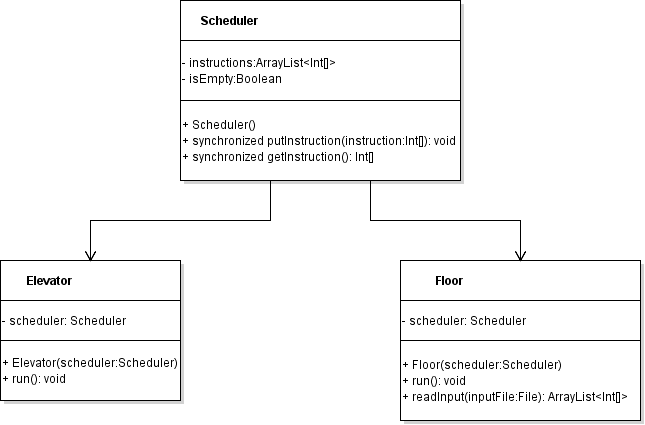 Scheduler
- instructions:ArrayList<Int[]>
- isEmpty:Boolean
+ Scheduler()
+ synchronized putInstruction(instruction:Int[]): void
+ synchronized getInstruction(): Int[]
Elevator
- scheduler: Scheduler
+ Elevator(scheduler:Scheduler)
+ run(): void
Floor
- scheduler: Scheduler
+ Floor(scheduler:Scheduler)
+ run(): void
+ readInput(inputFile:File): ArrayList<Int[]>